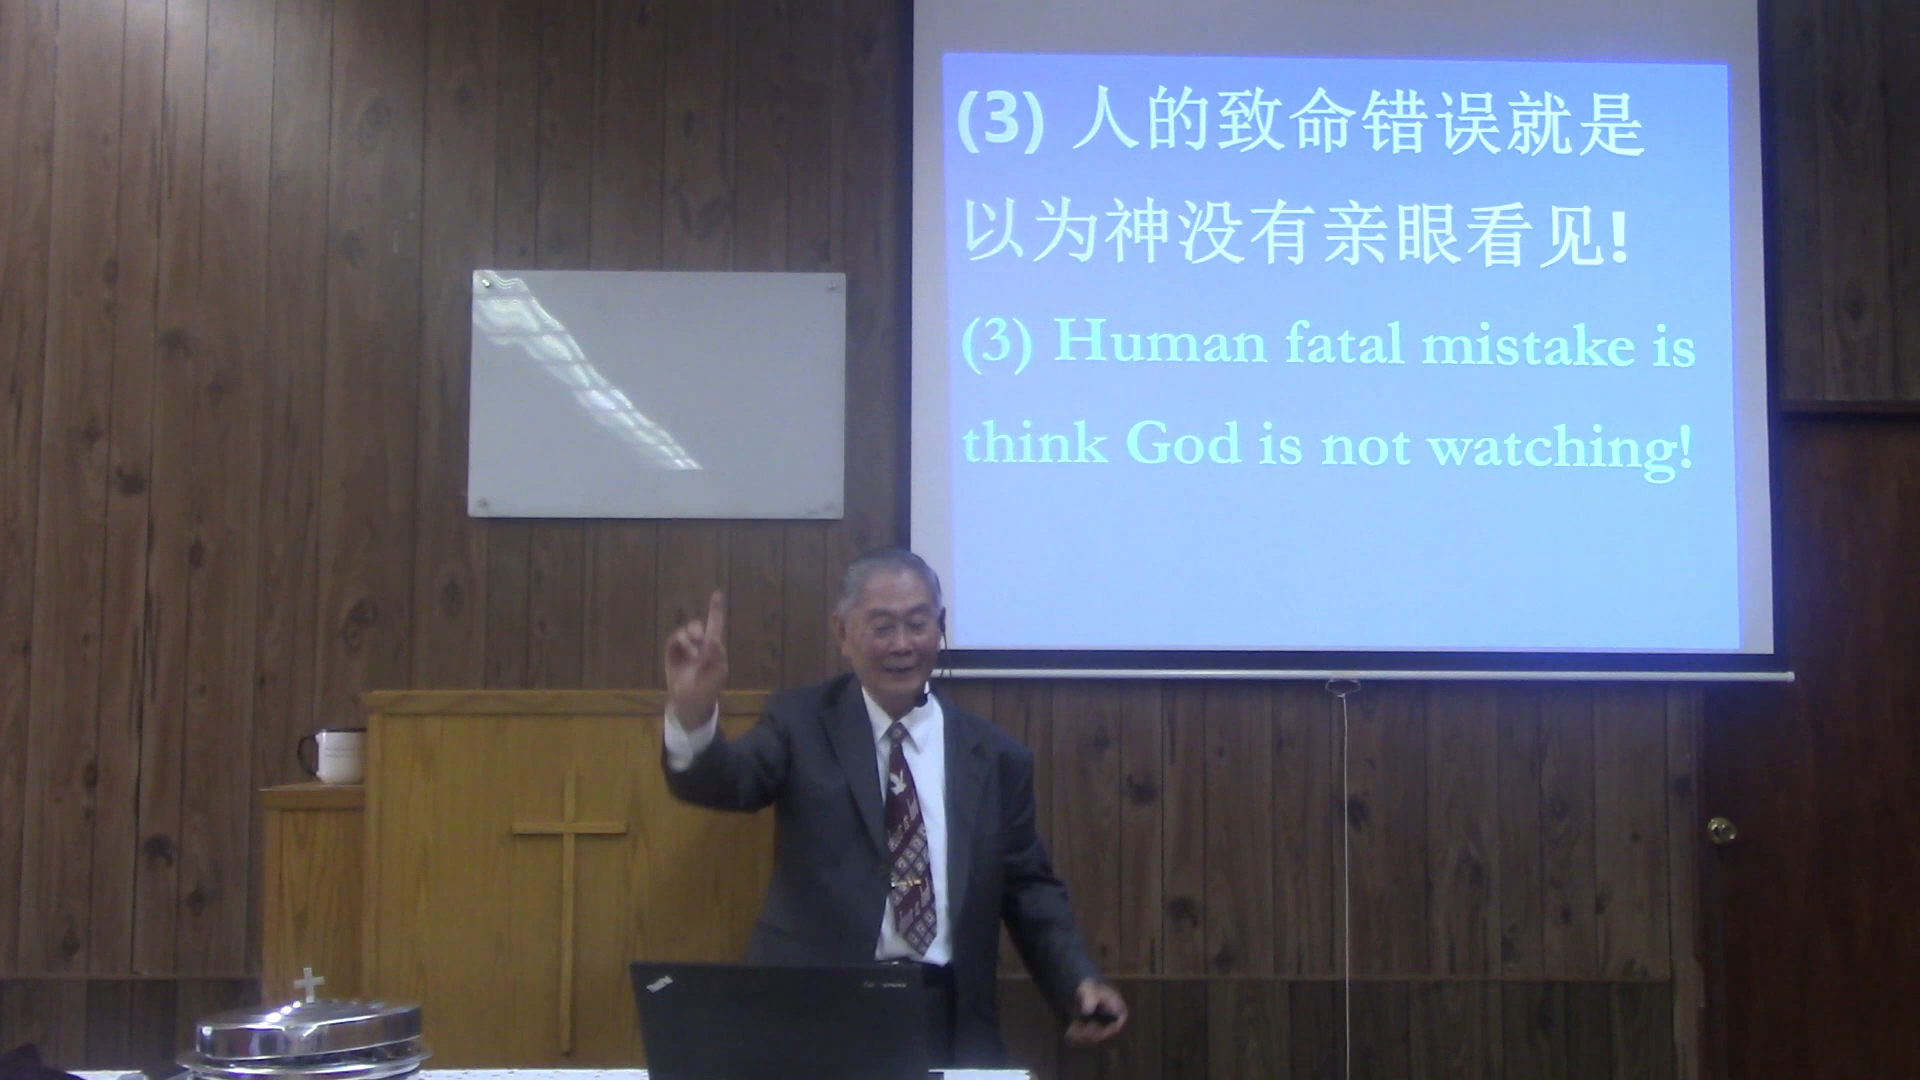 (3) 人的致命错误就是
以为神没有亲眼看见!
(3) Human fatal mistake is
think God is not watching!
ThinkPad